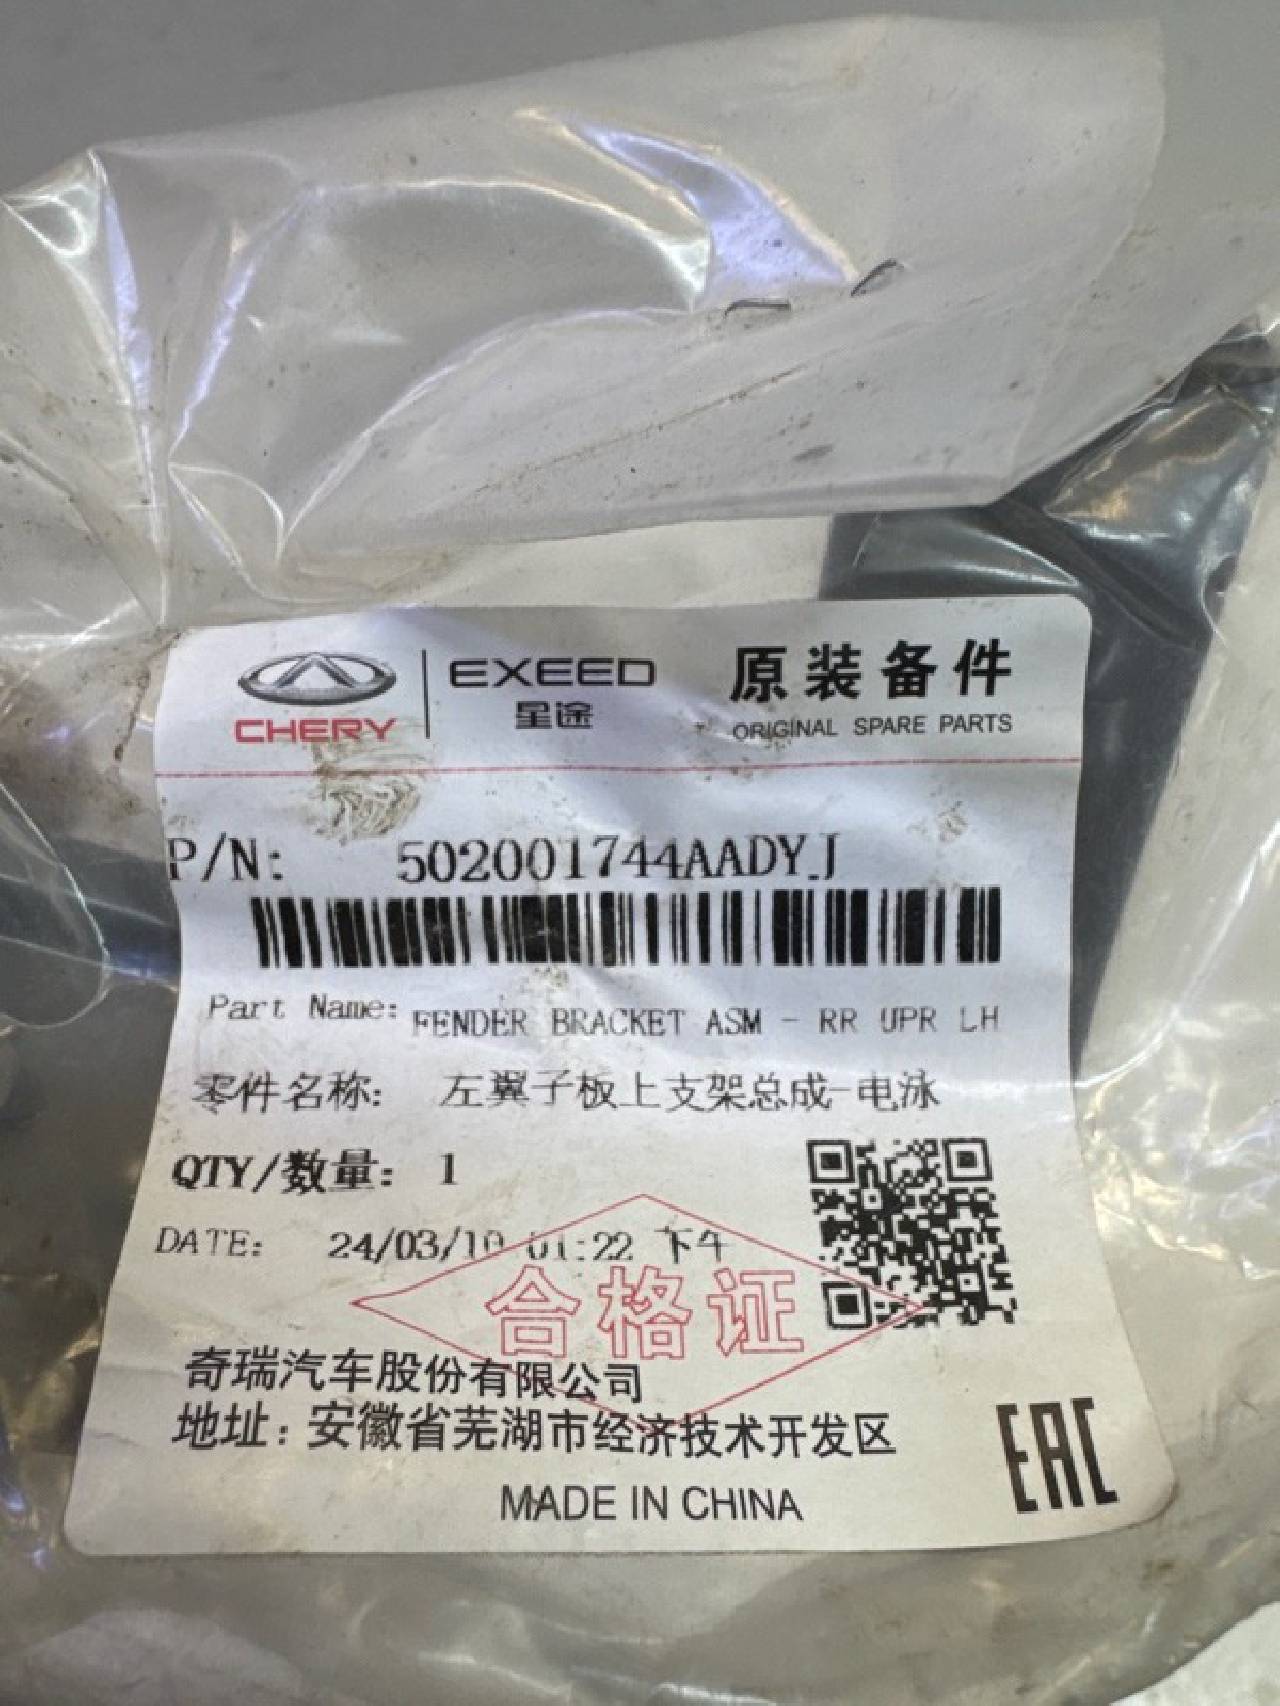 CHERY
EXEED
星途
原装备件
ORIGINAL SPARE PARTS
P/N: 502001744AADYJ
Part Name: FENDER BRACKET ASM - RR UPR LH
零件名称: 左翼子板上支架总成-电泳
QTY/数量: 1
DATE: 24/03/10 01:22 下午
合格证
奇瑞汽车股份有限公司
地址:安徽省芜湖市经济技术开发区
MADE IN CHINA
EAC